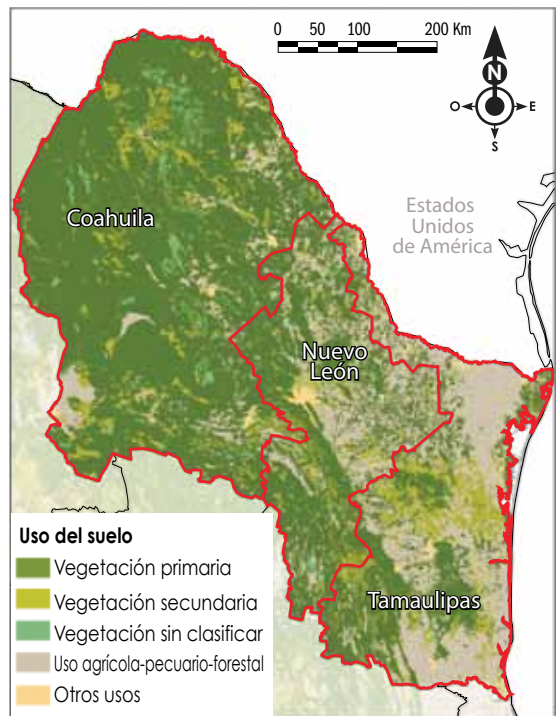 0 50 100 200 Km
N
O E
S
Estados
Unidos
de América
Coahuila
Nuevo
León
Tamaulipas
Uso del suelo
Vegetación primaria
Vegetación secundaria
Vegetación sin clasificar
Uso agrícola-pecuario-forestal
Otros usos